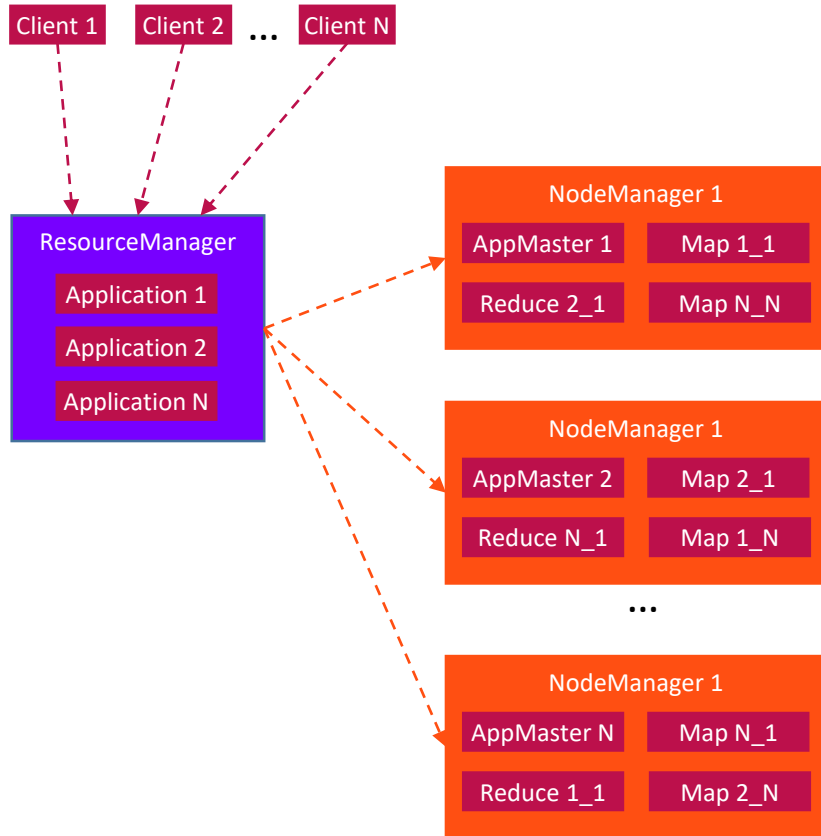 Client 1
Client 2
...
Client N
ResourceManager
Application 1
Application 2
Application N
NodeManager 1
AppMaster 1
Map 1_1
Reduce 2_1
Map N_N
NodeManager 1
AppMaster 2
Map 2_1
Reduce N_1
Map 1_N
...
NodeManager 1
AppMaster N
Map N_1
Reduce 1_1
Map 2_N